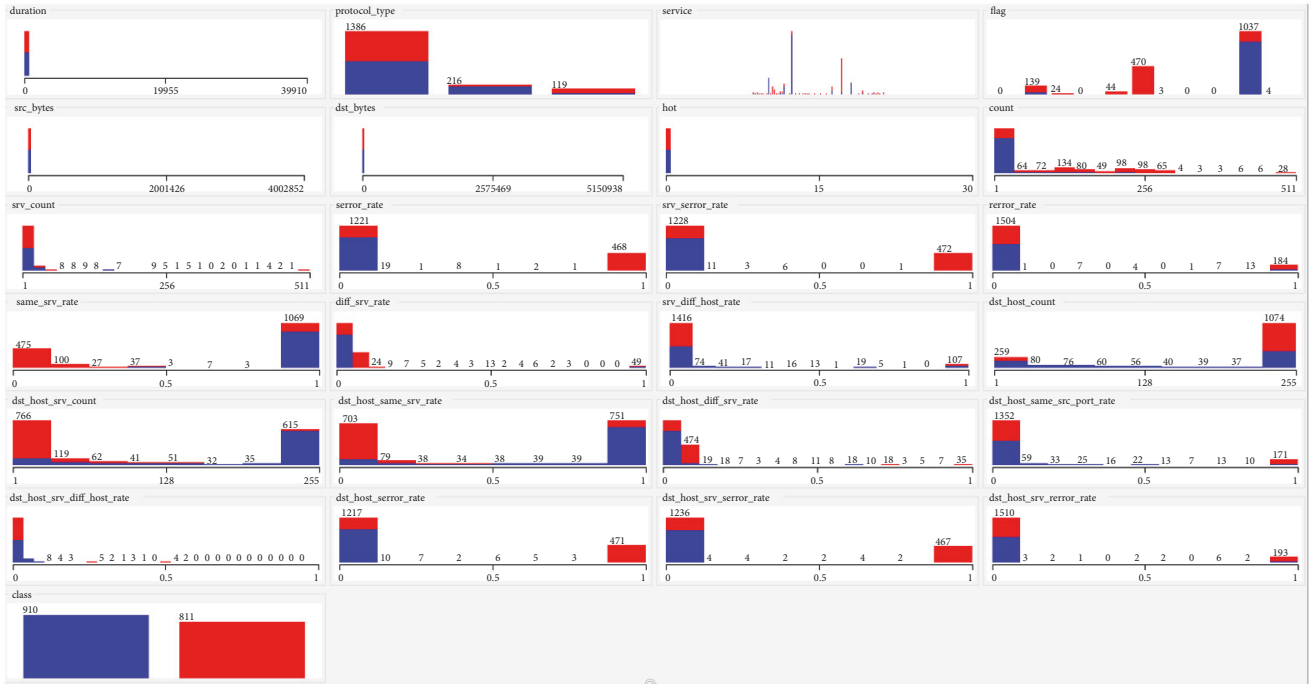 duration
0 19955 39910
protocol_type
1386 216 119
service
flag
0 139 24 0 44 470 3 0 0 1037 4
src_bytes
0 2001426 4002852
dst_bytes
0 2575469 5150938
hot
0 15 30
count
64 72 134 80 49 98 98 65 4 3 3 6 6 28
1 256 511
srv_count
8 8 9 8 7 9 5 1 5 1 0 2 0 1 1 4 2 1
1 256 511
serror_rate
1221 19 1 8 1 2 1 468
0 0.5 1
srv_serror_rate
1228 11 3 6 0 0 1 472
0 0.5 1
rerror_rate
1504 1 0 7 0 4 0 1 7 13 184
0 0.5 1
same_srv_rate
475 100 27 37 3 7 3 1069
0 0.5 1
diff_srv_rate
24 9 7 5 2 4 3 13 2 4 6 2 3 0 0 0 49
0 0.5 1
srv_diff_host_rate
1416 74 41 17 11 16 13 1 19 5 1 0 107
0 0.5 1
dst_host_count
259 80 76 60 56 40 39 37 1074
1 128 255
dst_host_srv_count
766 119 62 41 51 32 35 615
1 128 255
dst_host_same_srv_rate
703 79 38 34 38 39 39 751
0 0.5 1
dst_host_diff_srv_rate
474 19 18 7 3 4 8 11 8 18 10 18 3 5 7 35
0 0.5 1
dst_host_same_src_port_rate
1352 59 33 25 16 22 13 7 13 10 171
0 0.5 1
dst_host_srv_diff_host_rate
8 4 3 5 2 1 3 1 0 4 2 0 0 0 0 0 0 0 0 0 0 0
0 0.5 1
dst_host_serror_rate
1217 10 7 2 6 5 3 471
0 0.5 1
dst_host_srv_serror_rate
1236 4 4 2 2 4 2 467
0 0.5 1
dst_host_srv_rerror_rate
1510 3 2 1 0 2 2 0 6 2 193
0 0.5 1
class
910 811